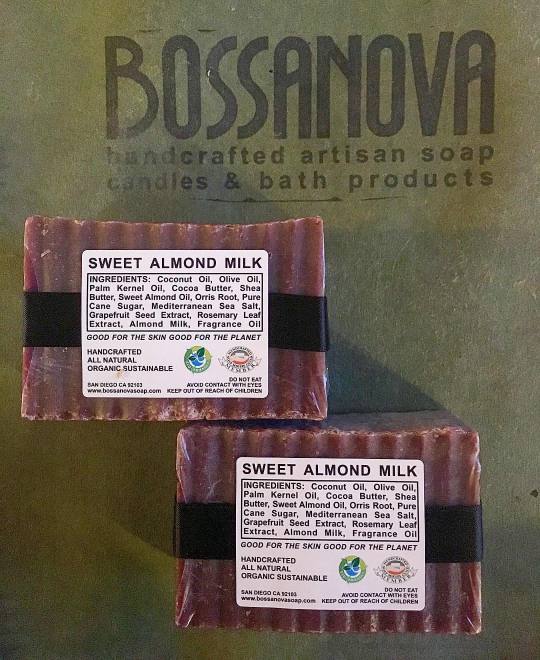 BOSSANOVA
handcrafted artisan soap
candles & bath products
SWEET ALMOND MILK
INGREDIENTS: Coconut Oil, Olive Oil,
Palm Kernel Oil, Cocoa Butter, Shea
Butter, Sweet Almond Oil, Orris Root, Pure
Cane Sugar, Mediterranean Sea Salt,
Grapefruit Seed Extract, Rosemary Leaf
Extract, Almond Milk, Fragrance Oil
GOOD FOR THE SKIN GOOD FOR THE PLANET
HANDCRAFTED
ALL NATURAL
ORGANIC SUSTAINABLE
MEMBER
SAN DIEGO CA 92103
www.bossanovasoap.com
DO NOT EAT
AVOID CONTACT WITH EYES
KEEP OUT OF REACH OF CHILDREN
SWEET ALMOND MILK
INGREDIENTS: Coconut Oil, Olive Oil,
Palm Kernel Oil, Cocoa Butter, Shea
Butter, Sweet Almond Oil, Orris Root, Pure
Cane Sugar, Mediterranean Sea Salt,
Grapefruit Seed Extract, Rosemary Leaf
Extract, Almond Milk, Fragrance Oil
GOOD FOR THE SKIN GOOD FOR THE PLANET
HANDCRAFTED
ALL NATURAL
ORGANIC SUSTAINABLE
MEMBER
SAN DIEGO CA 92103
www.bossanovasoap.com
DO NOT EAT
AVOID CONTACT WITH EYES
KEEP OUT OF REACH OF CHILDREN